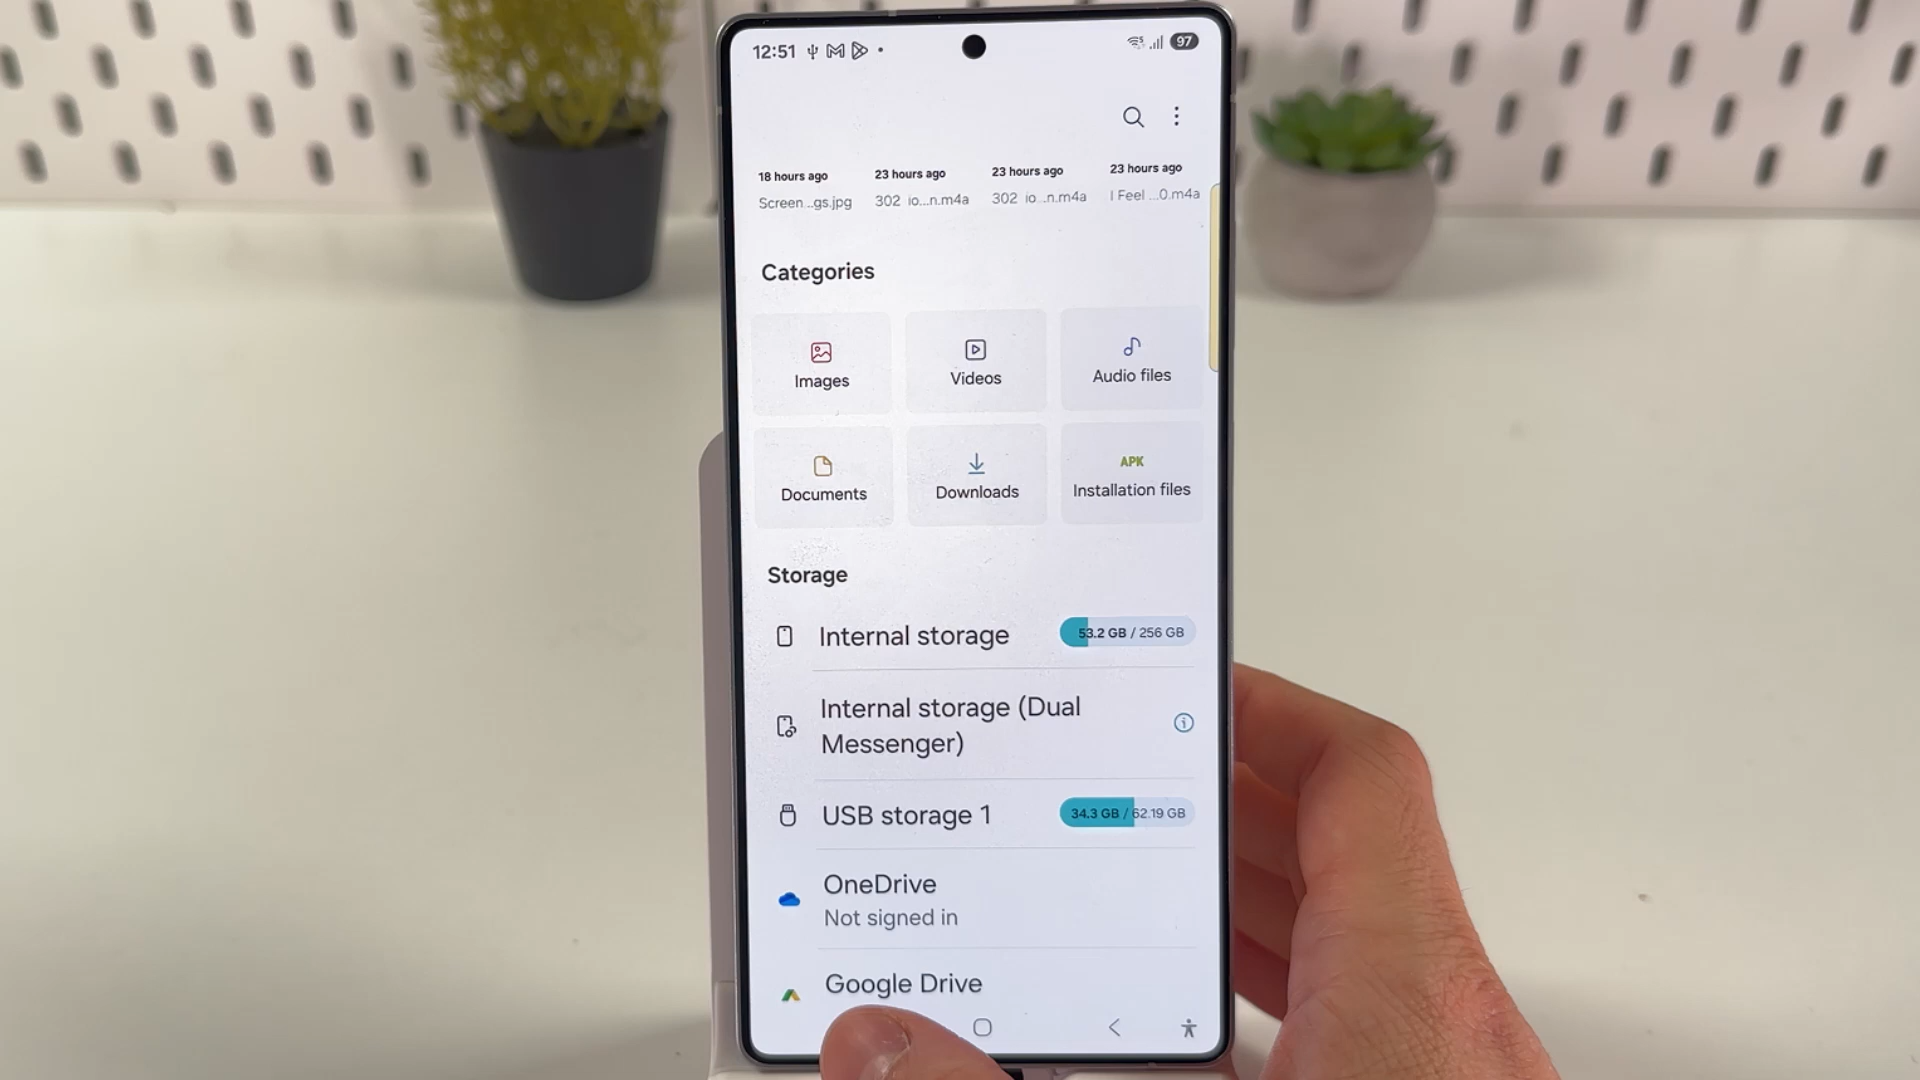 12:51
97
18 hours ago
Screen...gs.jpg
23 hours ago
302 io...n.m4a
23 hours ago
302 io...n.m4a
23 hours ago
I Feel ...0.m4a
Categories
Images
Videos
Audio files
Documents
Downloads
APK
Installation files
Storage
Internal storage
53.2 GB / 256 GB
Internal storage (Dual
Messenger)
USB storage 1
34.3 GB / 62.19 GB
OneDrive
Not signed in
Google Drive